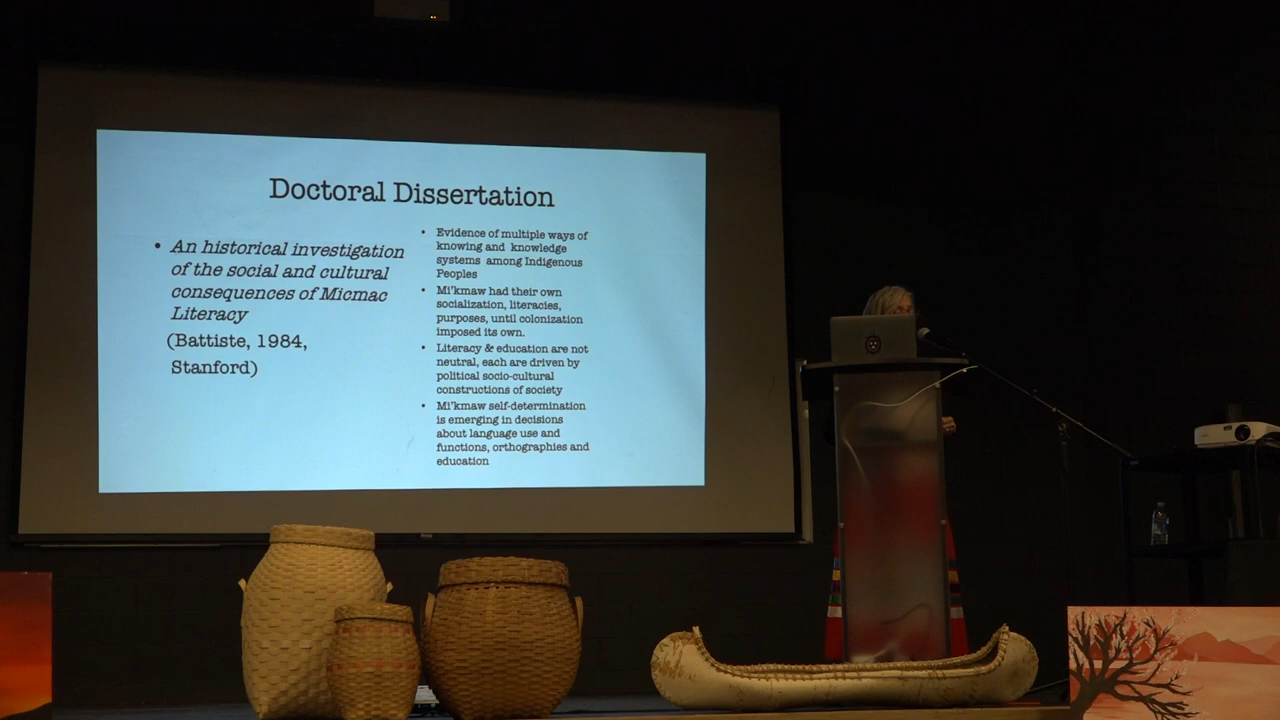 Doctoral Dissertation
• An historical investigation
of the social and cultural
consequences of Micmac
Literacy
(Battiste, 1984,
Stanford)
• Evidence of multiple ways of
knowing and knowledge
systems among Indigenous
Peoples
• Mi'kmaw had their own
socialization, literacies,
purposes, until colonization
imposed its own.
• Literacy & education are not
neutral, each are driven by
political socio-cultural
constructions of society
• Mi'kmaw self-determination
is emerging in decisions
about language use and
functions, orthographies and
education